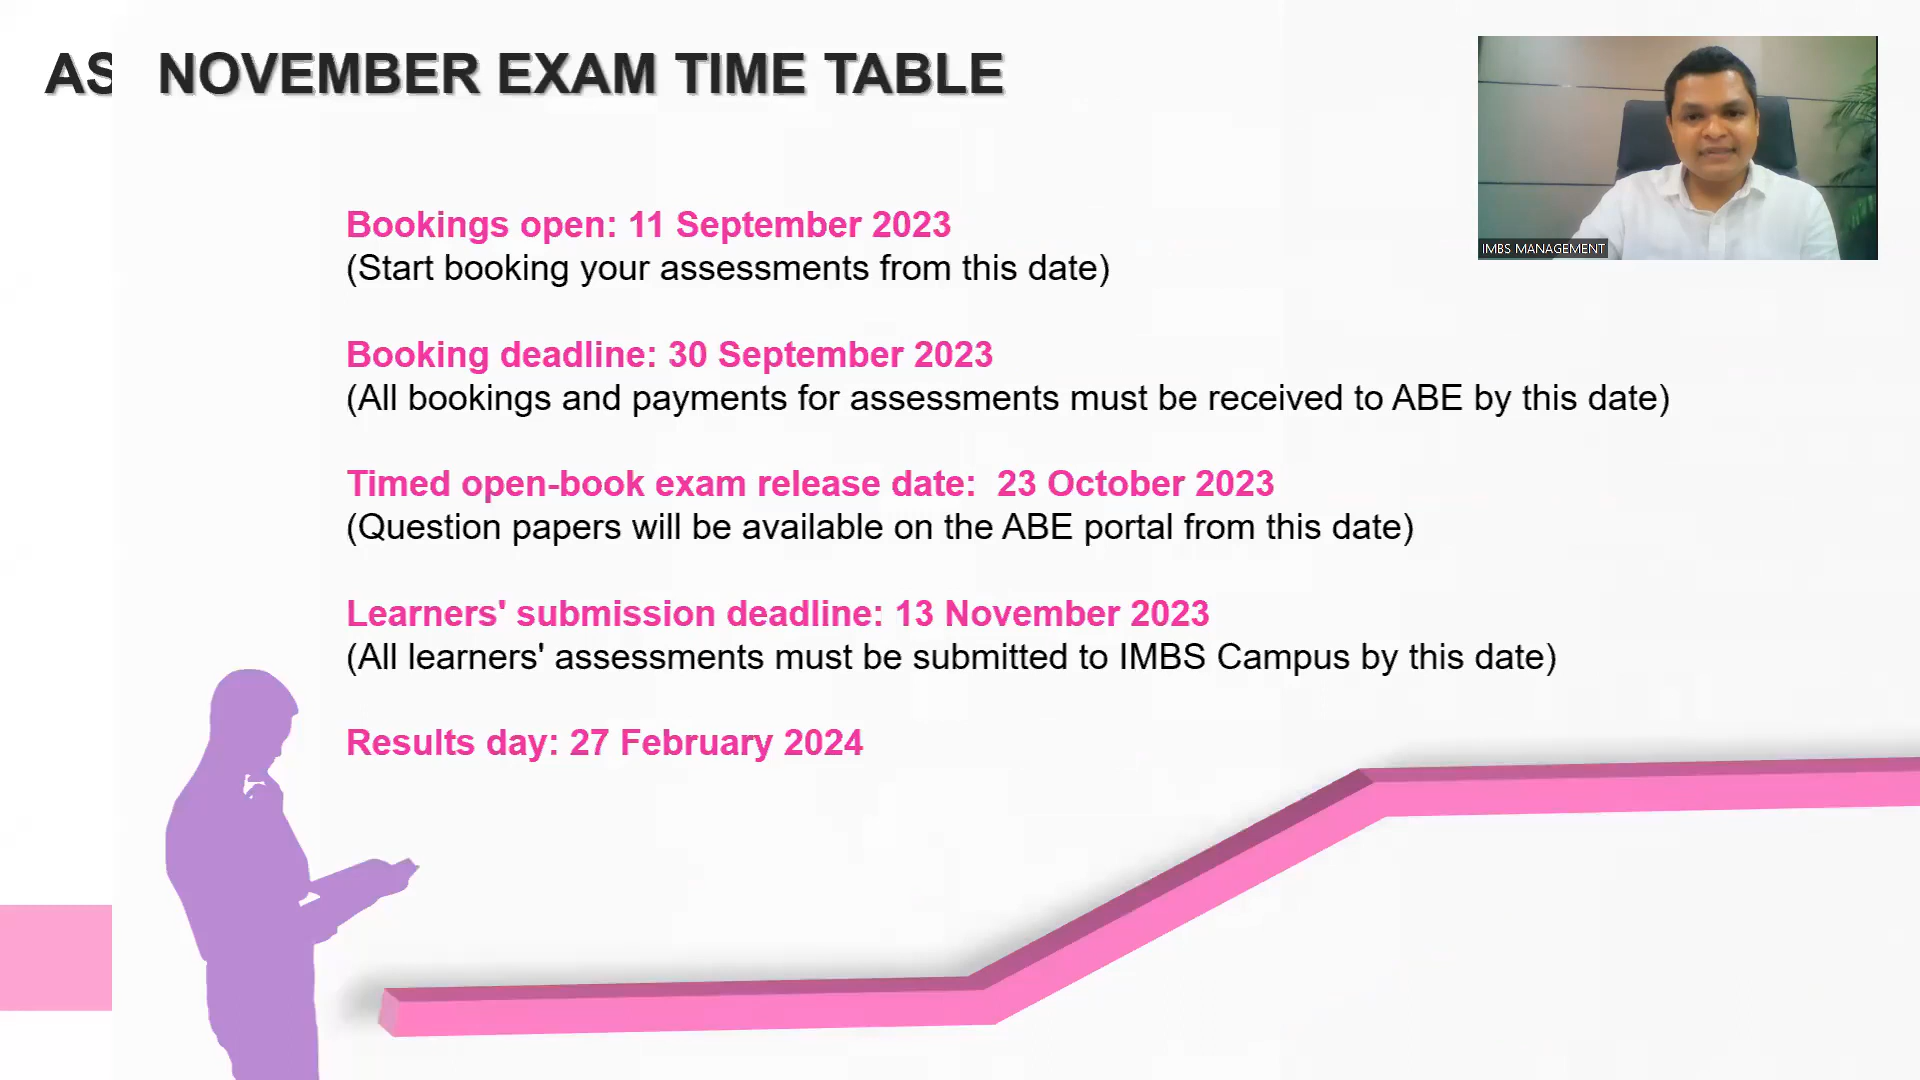 AS
NOVEMBER EXAM TIME TABLE
IMBS MANAGEMENT
Bookings open: 11 September 2023
(Start booking your assessments from this date)
Booking deadline: 30 September 2023
(All bookings and payments for assessments must be received to ABE by this date)
Timed open-book exam release date:  23 October 2023
(Question papers will be available on the ABE portal from this date)
Learners' submission deadline: 13 November 2023
(All learners' assessments must be submitted to IMBS Campus by this date)
Results day: 27 February 2024